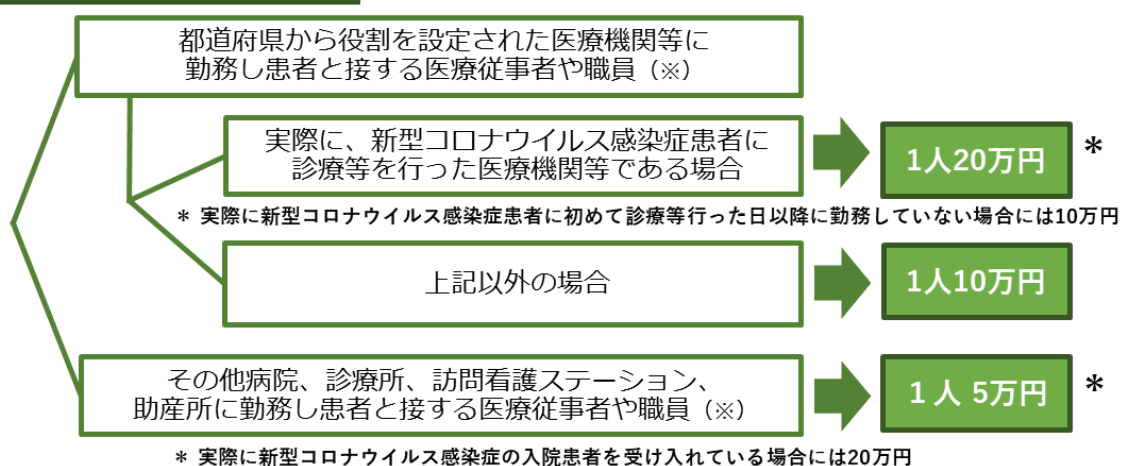 都道府県から役割を設定された医療機関等に
勤務し患者と接する医療従事者や職員（※）
実際に、新型コロナウイルス感染症患者に
診療等を行った医療機関等である場合
1人20万円 *
* 実際に新型コロナウイルス感染症患者に初めて診療等行った日以降に勤務していない場合には10万円
上記以外の場合
1人10万円
その他病院、診療所、訪問看護ステーション、
助産所に勤務し患者と接する医療従事者や職員（※）
1人 5万円 *
* 実際に新型コロナウイルス感染症の入院患者を受け入れている場合には20万円